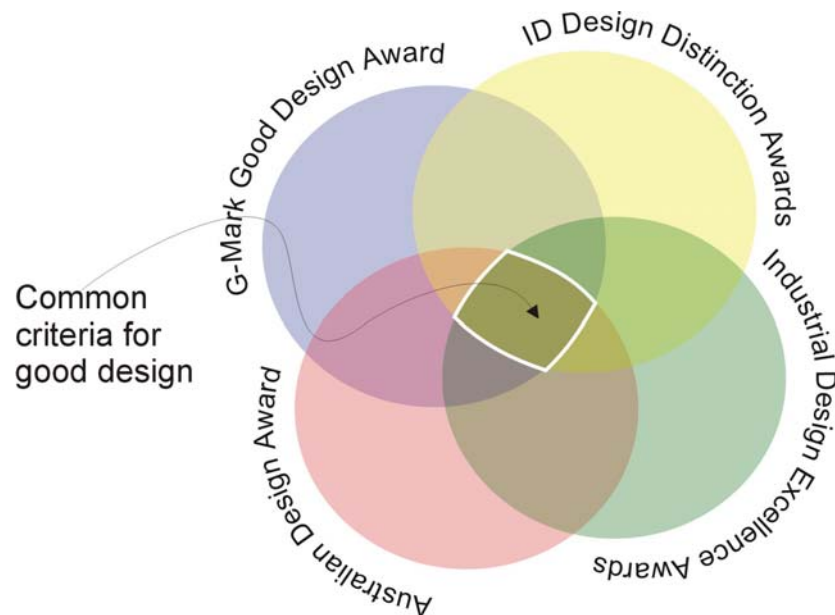 G-Mark Good Design Award
ID Design Distinction Awards
Industrial Design Excellence Awards
Australian Design Award
Common
criteria for
good design